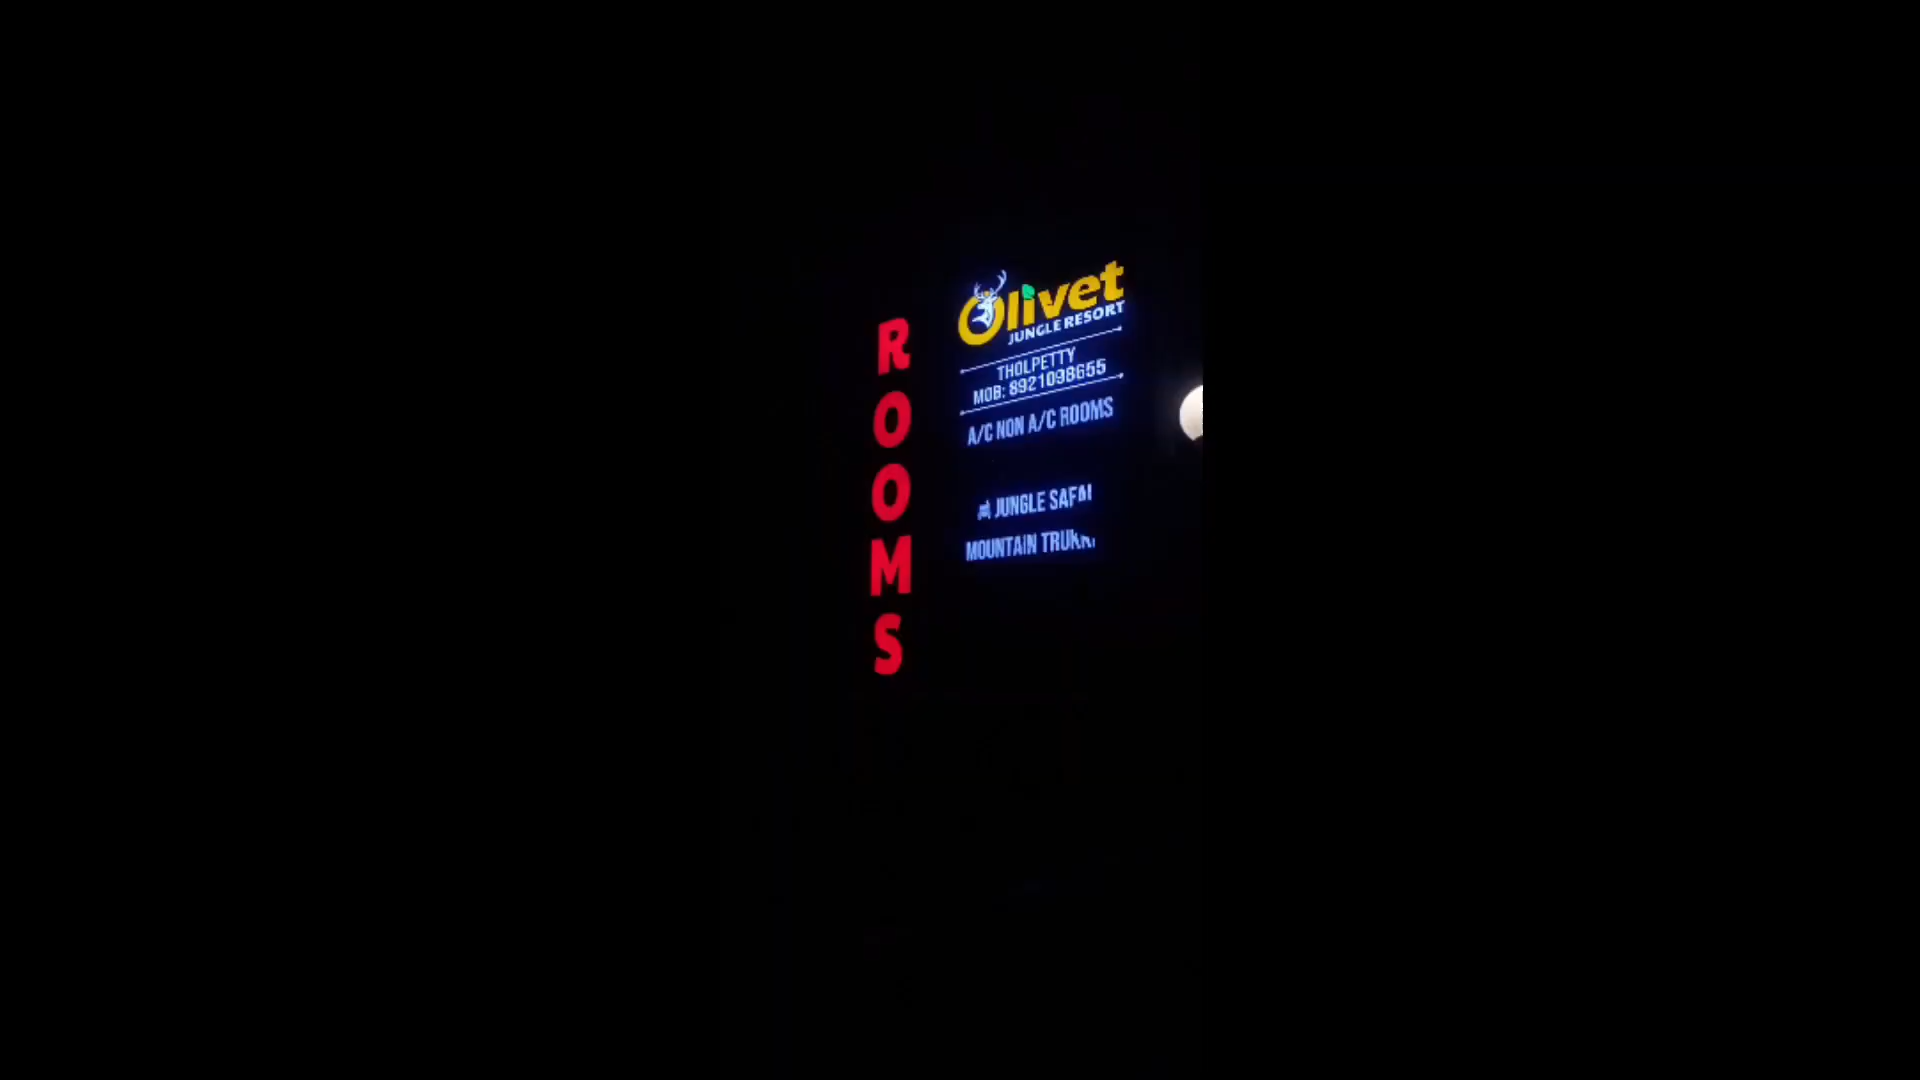 ROOMS
Olivet
JUNGLE RESORT
THOLPETTY
MOB: 8921098655
A/C NON A/C ROOMS
JUNGLE
MOUNTAIN